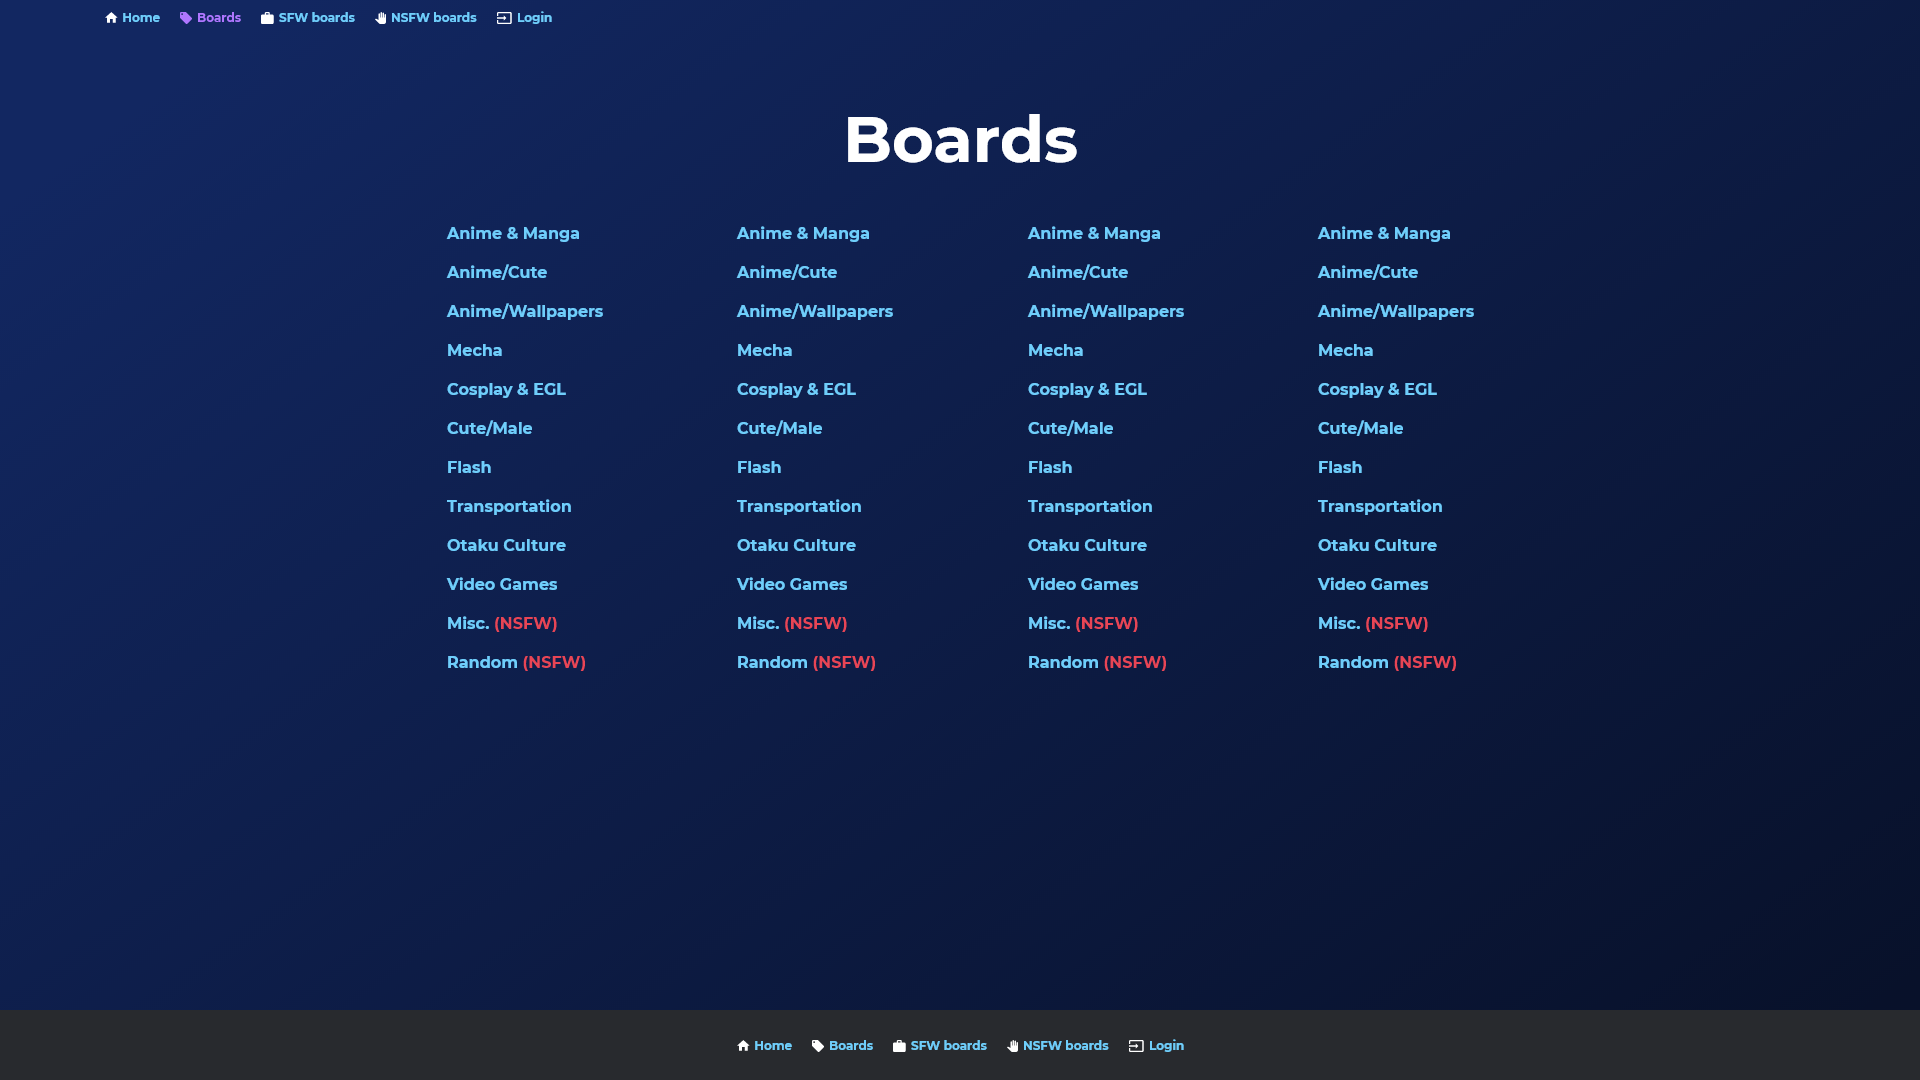 Home Boards SFW boards NSFW boards Login
Boards
Anime & Manga Anime & Manga Anime & Manga Anime & Manga
Anime/Cute Anime/Cute Anime/Cute Anime/Cute
Anime/Wallpapers Anime/Wallpapers Anime/Wallpapers Anime/Wallpapers
Mecha Mecha Mecha Mecha
Cosplay & EGL Cosplay & EGL Cosplay & EGL Cosplay & EGL
Cute/Male Cute/Male Cute/Male Cute/Male
Flash Flash Flash Flash
Transportation Transportation Transportation Transportation
Otaku Culture Otaku Culture Otaku Culture Otaku Culture
Video Games Video Games Video Games Video Games
Misc. (NSFW) Misc. (NSFW) Misc. (NSFW) Misc. (NSFW)
Random (NSFW) Random (NSFW) Random (NSFW) Random (NSFW)
Home Boards SFW boards NSFW boards Login